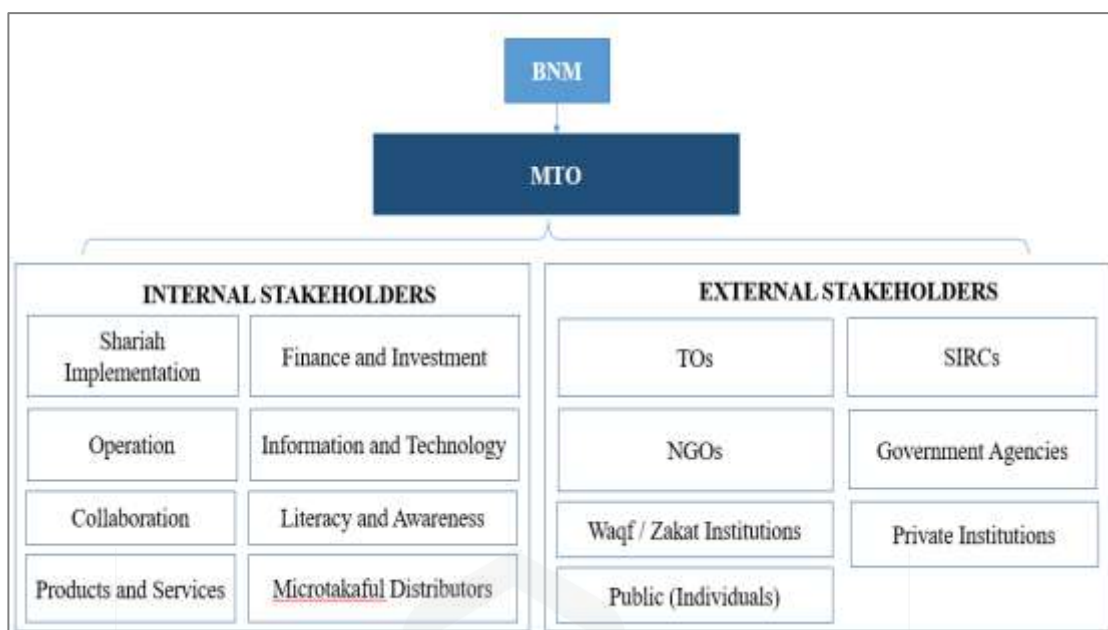 BNM
MTO
INTERNAL STAKEHOLDERS
Shariah
Implementation
Finance and Investment
Operation
Information and Technology
Collaboration
Literacy and Awareness
Products and Services
Microtakaful Distributors
EXTERNAL STAKEHOLDERS
TOs
SIRCs
NGOs
Government Agencies
Waqf / Zakat Institutions
Private Institutions
Public (Individuals)